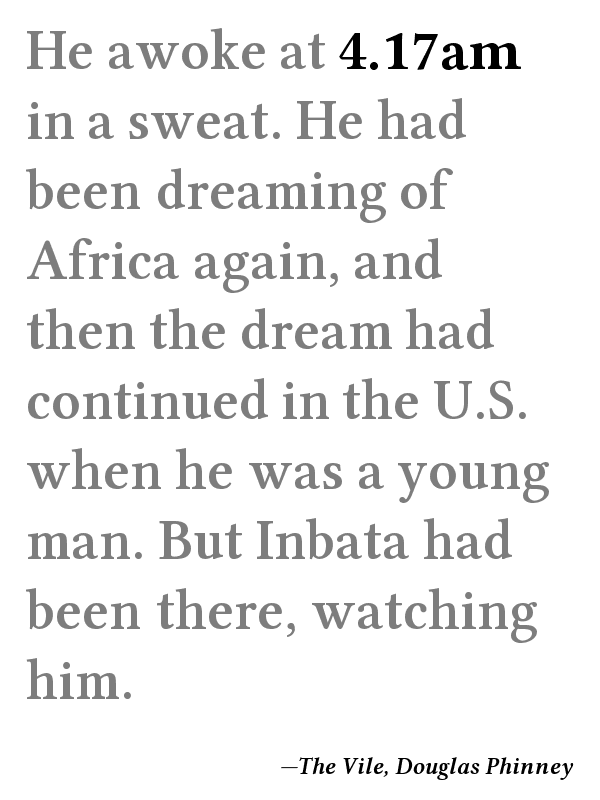 He awoke at 4.17am
in a sweat. He had
been dreaming of
Africa again, and
then the dream had
continued in the U.S.
when he was a young
man. But Inbata had
been there, watching
him.
—The Vile, Douglas Phinney